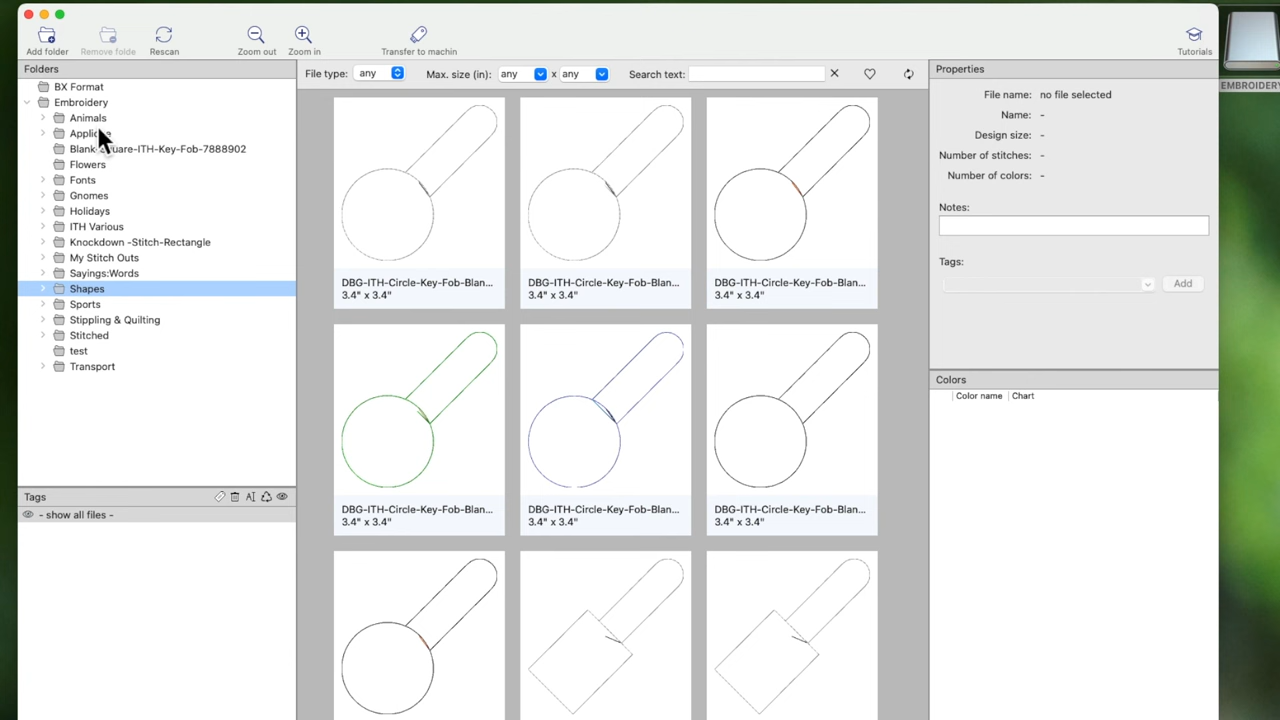 Add folder
Remove folde
Rescan
Zoom out
Zoom in
Transfer to machin
Tutorials
Folders
BX Format
Embroidery
Animals
Blank
uare-ITH-Key-Fob-7888902
Flowers
Fonts
Gnomes
Holidays
ITH Various
Knockdown -Stitch-Rectangle
My Stitch Outs
Sayings:Words
Shapes
Sports
Stippling & Quilting
Stitched
test
Transport
Tags
- show all files -
File type: any Max. size (in): any x any Search text:
DBG-ITH-Circle-Key-Fob-Blan...
3.4" x 3.4"
DBG-ITH-Circle-Key-Fob-Blan...
3.4" x 3.4"
DBG-ITH-Circle-Key-Fob-Blan...
3.4" x 3.4"
DBG-ITH-Circle-Key-Fob-Blan...
3.4" x 3.4"
DBG-ITH-Circle-Key-Fob-Blan...
3.4" x 3.4"
DBG-ITH-Circle-Key-Fob-Blan...
3.4" x 3.4"
Properties
File name: no file selected
Name: -
Design size: -
Number of stitches: -
Number of colors: -
Notes:
Tags:
Add
Colors
Color name Chart
EMBROIDERY